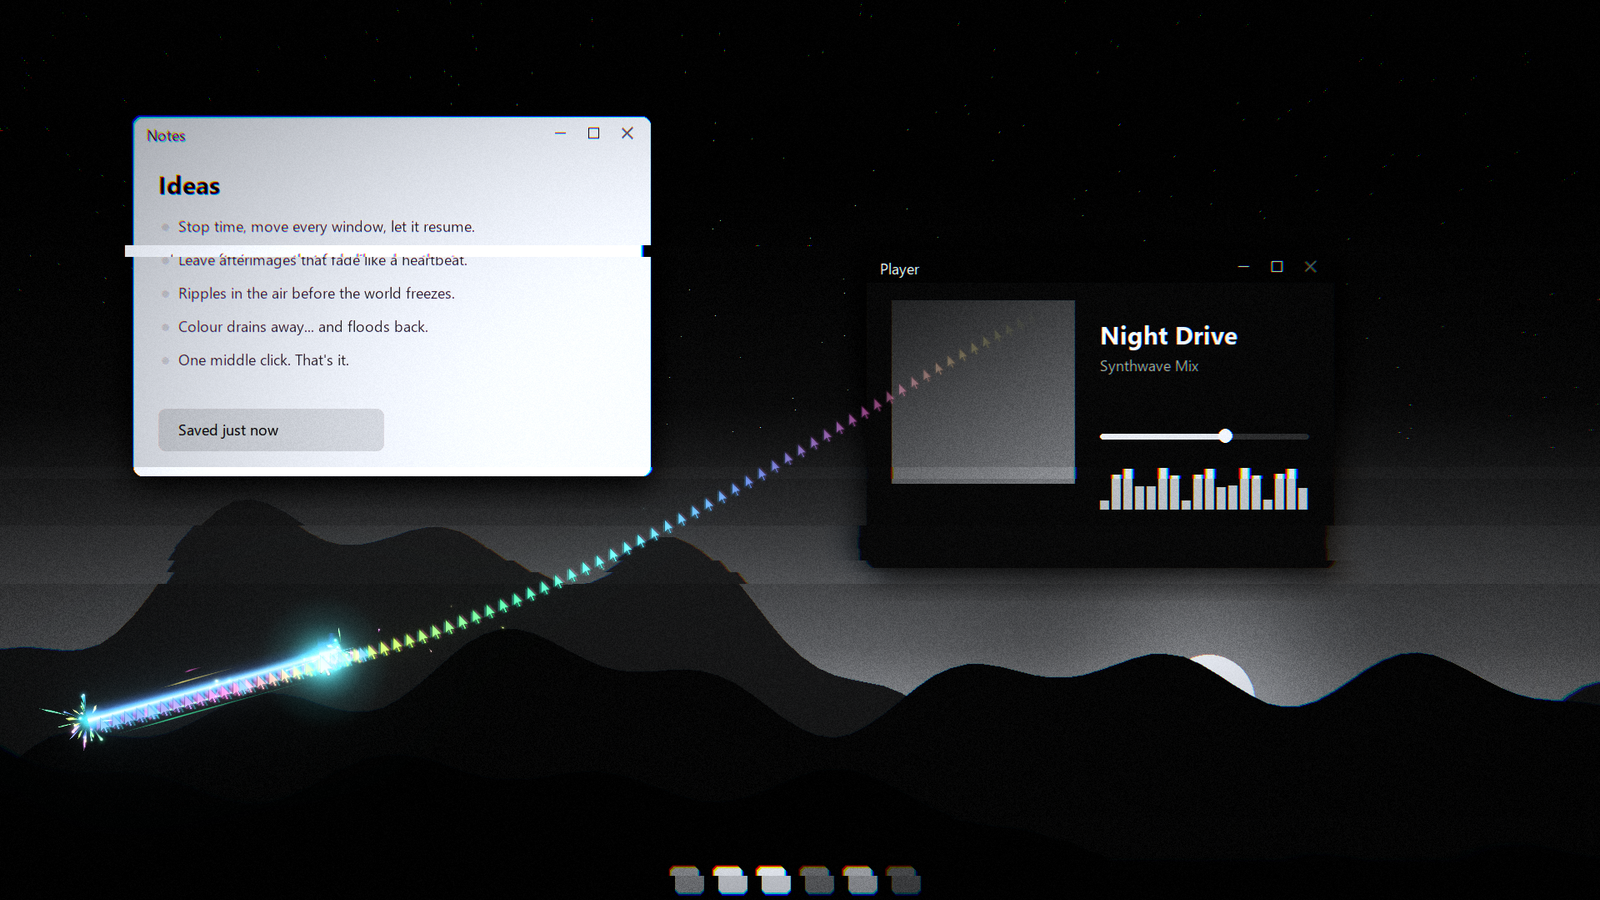 Notes
Ideas
Stop time, move every window, let it resume.
Leave afterimages that fade like a heartbeat.
Ripples in the air before the world freezes.
Colour drains away... and floods back.
One middle click. That's it.
Saved just now
Player
Night Drive
Synthwave Mix